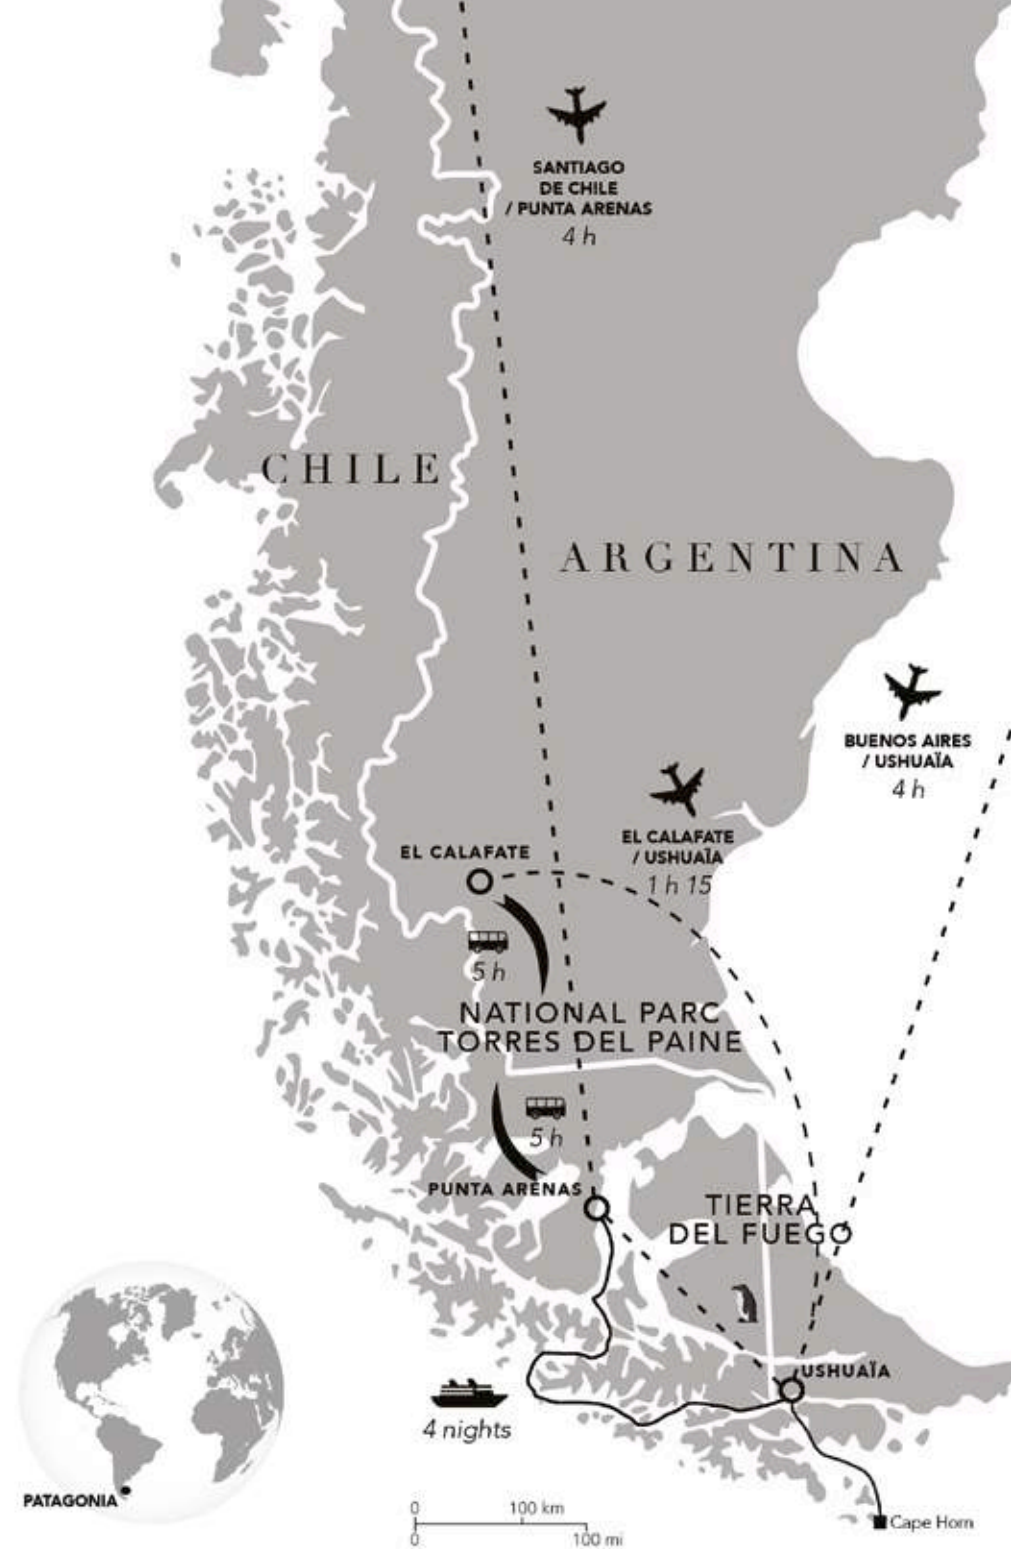 SANTIAGO
DE CHILE
/ PUNTA ARENAS
4 h
CHILE
ARGENTINA
BUENOS AIRES
/ USHUAÏA
4 h
EL CALAFATE
/ USHUAÏA
1 h 15
EL CALAFATE
5 h
NATIONAL PARC
TORRES DEL PAINE
5 h
PUNTA ARENAS
TIERRA
DEL FUEGO
USHUAÏA
4 nights
PATAGONIA
0 100 km
0 100 mi
Cape Horn